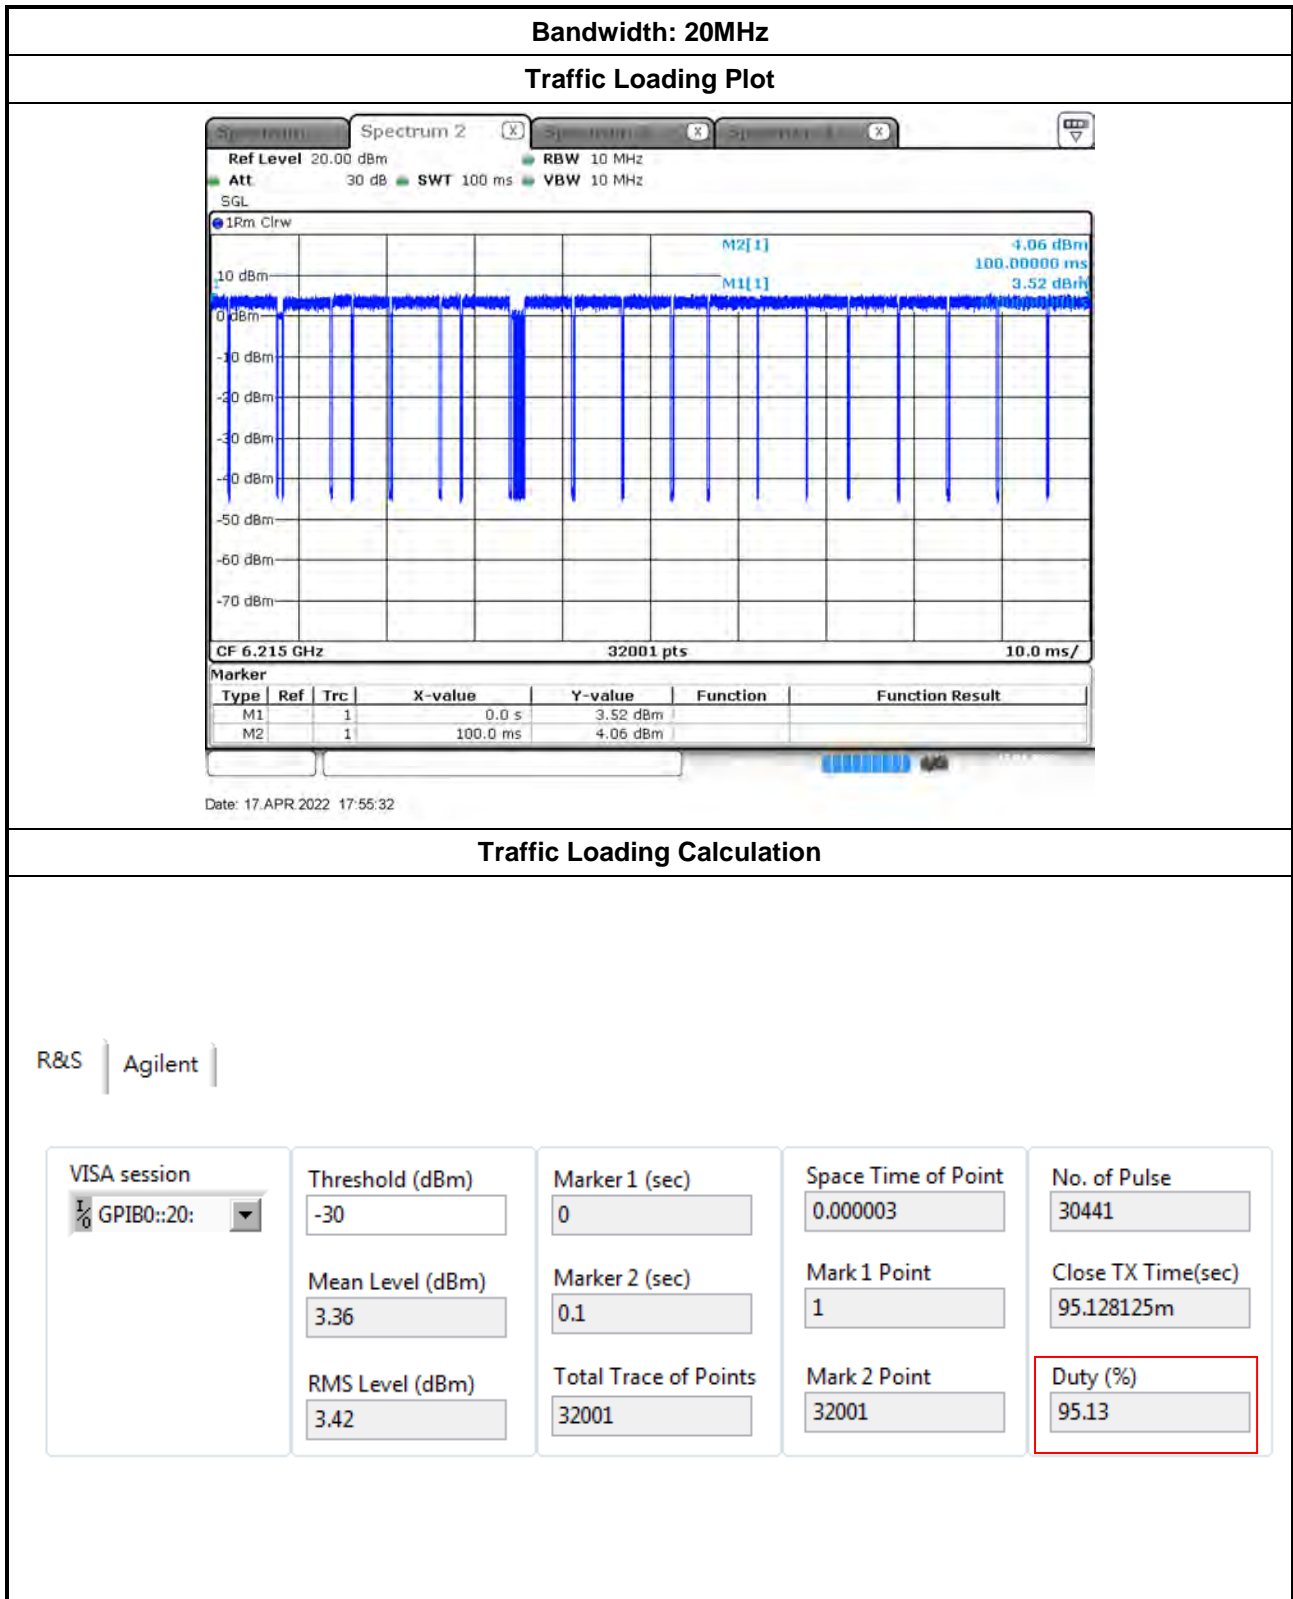 Bandwidth: 20MHz
Traffic Loading Plot
Spectrum 2
Ref Level 20.00 dBm RBW 10 MHz
Att 30 dB SWT 100 ms VBW 10 MHz
SGL
1Rm Clrw
M2[1] 4.06 dBm
100.00000 ms
10 dBm
M1[1] 3.52 dBm
0 dBm
-10 dBm
-20 dBm
-30 dBm
-40 dBm
-50 dBm
-60 dBm
-70 dBm
CF 6.215 GHz 32001 pts 10.0 ms/
Marker
Type Ref Trc X-value Y-value Function Function Result
M1 1 0.0 s 3.52 dBm
M2 1 100.0 ms 4.06 dBm
Date: 17.APR.2022 17:55:32
Traffic Loading Calculation
R&S Agilent
VISA session
GPIB0::20:
Threshold (dBm)
-30
Mean Level (dBm)
3.36
RMS Level (dBm)
3.42
Marker 1 (sec)
0
Marker 2 (sec)
0.1
Total Trace of Points
32001
Space Time of Point
0.000003
Mark 1 Point
1
Mark 2 Point
32001
No. of Pulse
30441
Close TX Time(sec)
95.128125m
Duty (%)
95.13